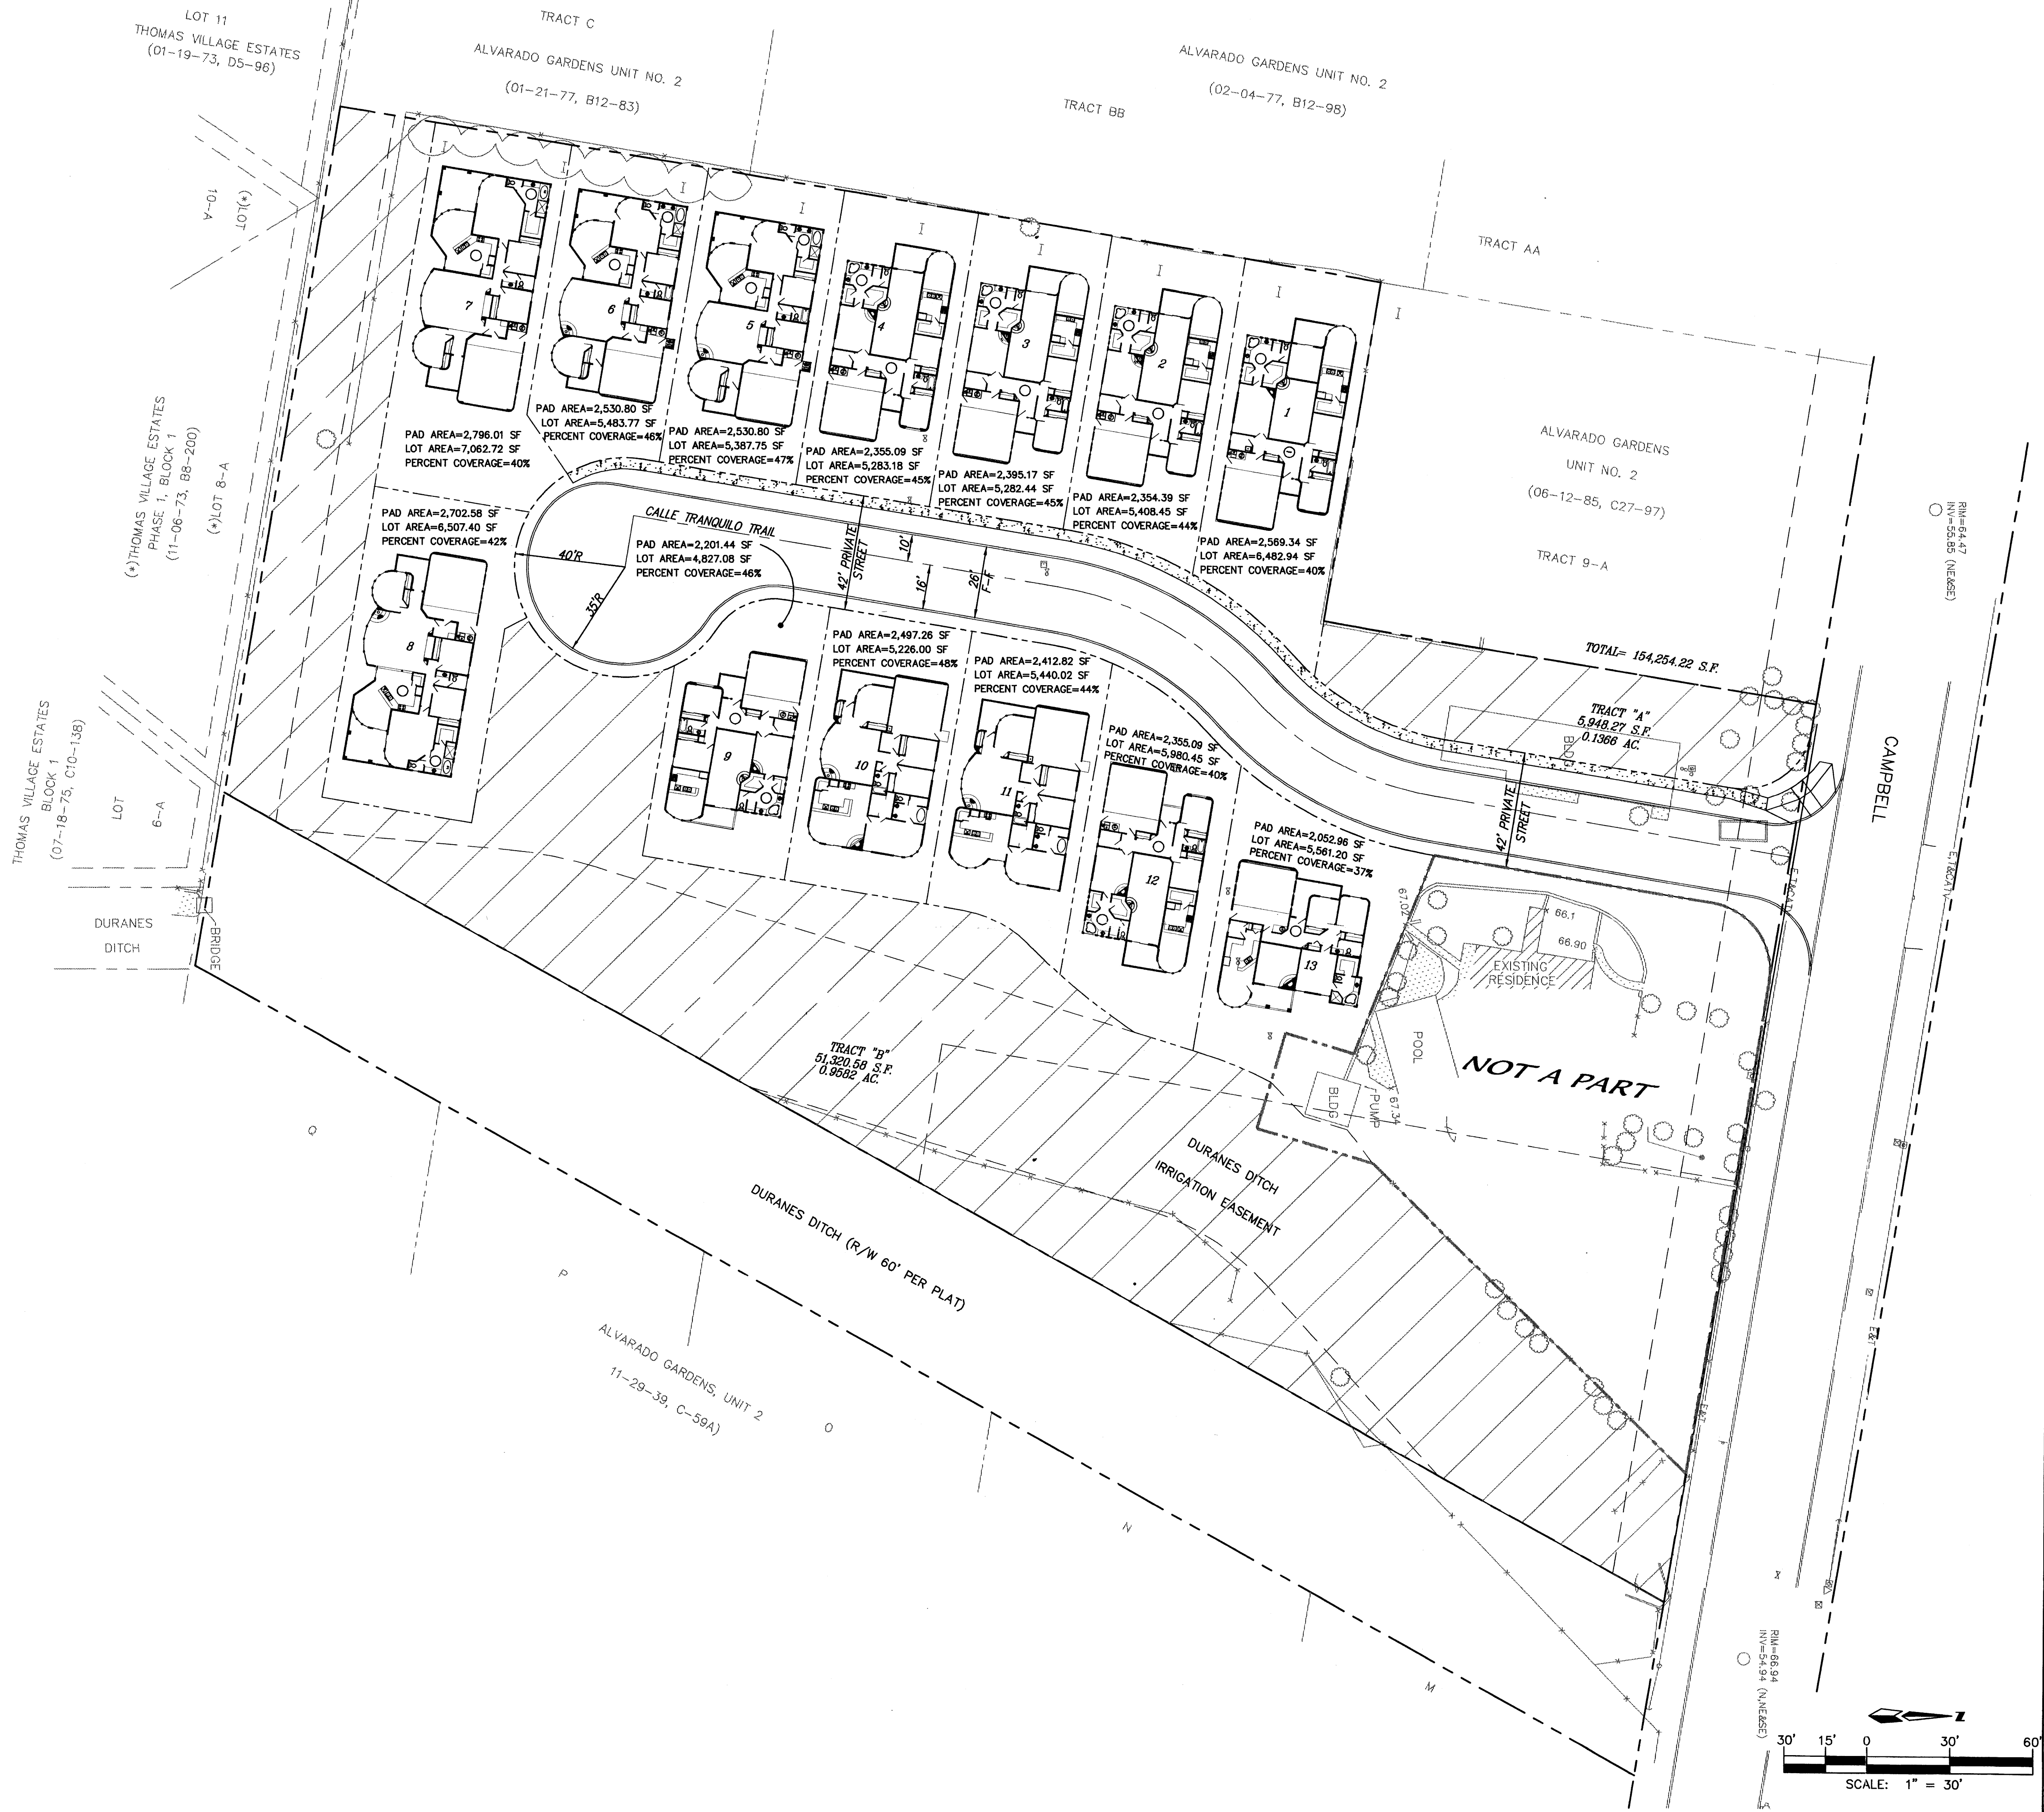 LOT 11
THOMAS VILLAGE ESTATES
(01-19-73, D5-96)
TRACT C
ALVARADO GARDENS UNIT NO. 2
(01-21-77, B12-83)
ALVARADO GARDENS UNIT NO. 2
(02-04-77, B12-98)
TRACT BB
TRACT AA
(*)LOT
10-A
ALVARADO GARDENS
UNIT NO. 2
(06-12-85, C27-97)
TRACT 9-A
RIM=64.47
INV=55.85 (NE&SE)
(*)THOMAS VILLAGE ESTATES
PHASE 1, BLOCK 1
(11-06-73, B8-200)
(*)LOT 8-A
7
6
5
4
3
2
1
PAD AREA=2,796.01 SF
LOT AREA=7,062.72 SF
PERCENT COVERAGE=40%
PAD AREA=2,530.80 SF
LOT AREA=5,483.77 SF
PERCENT COVERAGE=46%
PAD AREA=2,530.80 SF
LOT AREA=5,387.75 SF
PERCENT COVERAGE=47%
PAD AREA=2,355.09 SF
LOT AREA=5,283.18 SF
PERCENT COVERAGE=45%
PAD AREA=2,395.17 SF
LOT AREA=5,282.44 SF
PERCENT COVERAGE=45%
PAD AREA=2,354.39 SF
LOT AREA=5,408.45 SF
PERCENT COVERAGE=44%
PAD AREA=2,569.34 SF
LOT AREA=6,482.94 SF
PERCENT COVERAGE=40%
PAD AREA=2,702.58 SF
LOT AREA=6,507.40 SF
PERCENT COVERAGE=42%
CALLE TRANQUILO TRAIL
PAD AREA=2,201.44 SF
LOT AREA=4,827.08 SF
PERCENT COVERAGE=46%
40'R
35'R
42' PRIVATE
STREET
10'
16'
26'
F-F
PAD AREA=2,497.26 SF
LOT AREA=5,226.00 SF
PERCENT COVERAGE=48%
PAD AREA=2,412.82 SF
LOT AREA=5,440.02 SF
PERCENT COVERAGE=44%
PAD AREA=2,355.09 SF
LOT AREA=5,980.45 SF
PERCENT COVERAGE=40%
PAD AREA=2,052.96 SF
LOT AREA=5,561.20 SF
PERCENT COVERAGE=37%
8
9
10
11
12
13
TOTAL= 154,254.22 S.F.
TRACT "A"
5,948.27 S.F.
0.1366 AC.
BLDG
42' PRIVATE
STREET
CAMPBELL
E,T&CATV
E,T&CATV
THOMAS VILLAGE ESTATES
BLOCK 1
(07-18-75, C10-138)
LOT
6-A
DURANES
DITCH
BRIDGE
67.02
66.1
66.90
EXISTING
RESIDENCE
POOL
NOT A PART
67.34
PUMP
BLDG
TRACT "B"
51,320.58 S.F.
0.9582 AC.
DURANES DITCH
IRRIGATION EASEMENT
DURANES DITCH (R/W 60' PER PLAT)
Q
P
O
N
M
ALVARADO GARDENS, UNIT 2
11-29-39, C-59A)
E&T
E&T
RIM=66.94
INV=54.94 (N,NE&SE)
N
30' 15' 0 30' 60'
SCALE: 1" = 30'